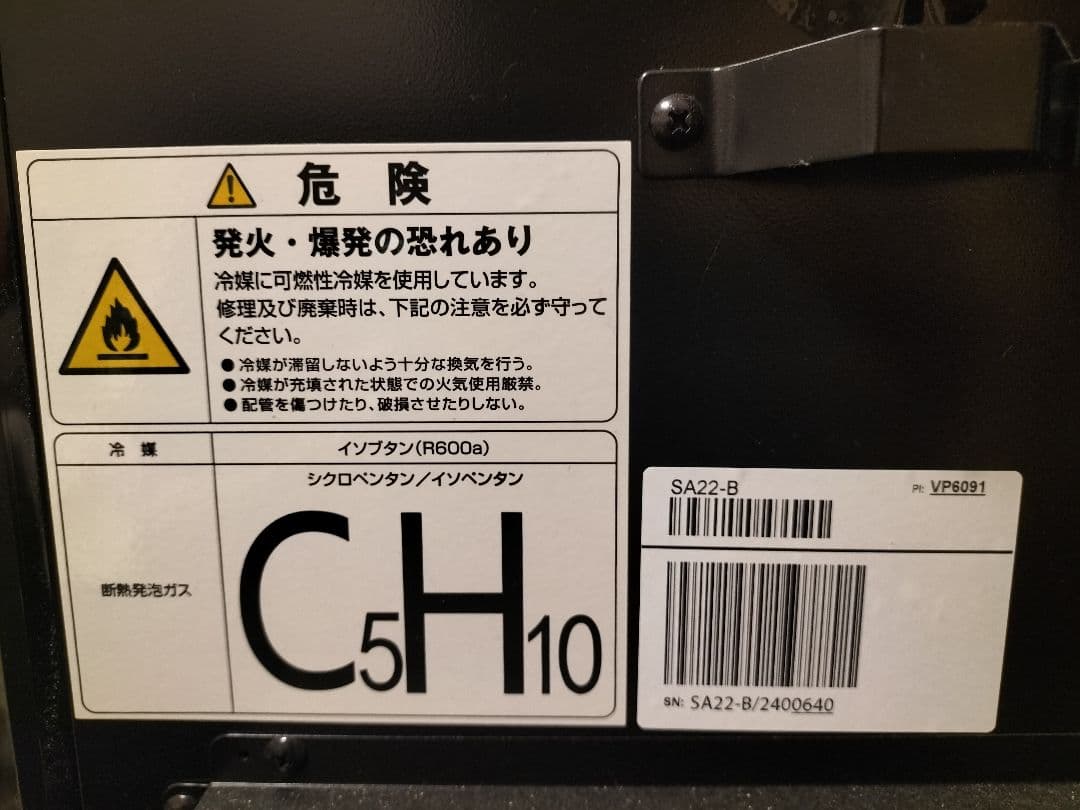 危 険
発火・爆発の恐れあり
冷媒に可燃性冷媒を使用しています。
修理及び廃棄時は、下記の注意を必ず守って
ください。
●冷媒が滞留しないよう十分な換気を行う。
●冷媒が充填された状態での火気使用厳禁。
●配管を傷つけたり、破損させたりしない。
冷 媒
イソブタン(R600a)
断熱発泡ガス
シクロペンタン/イソペンタン
C5H10
SA22-B
PI: VP6091
SN: SA22-B/2400640